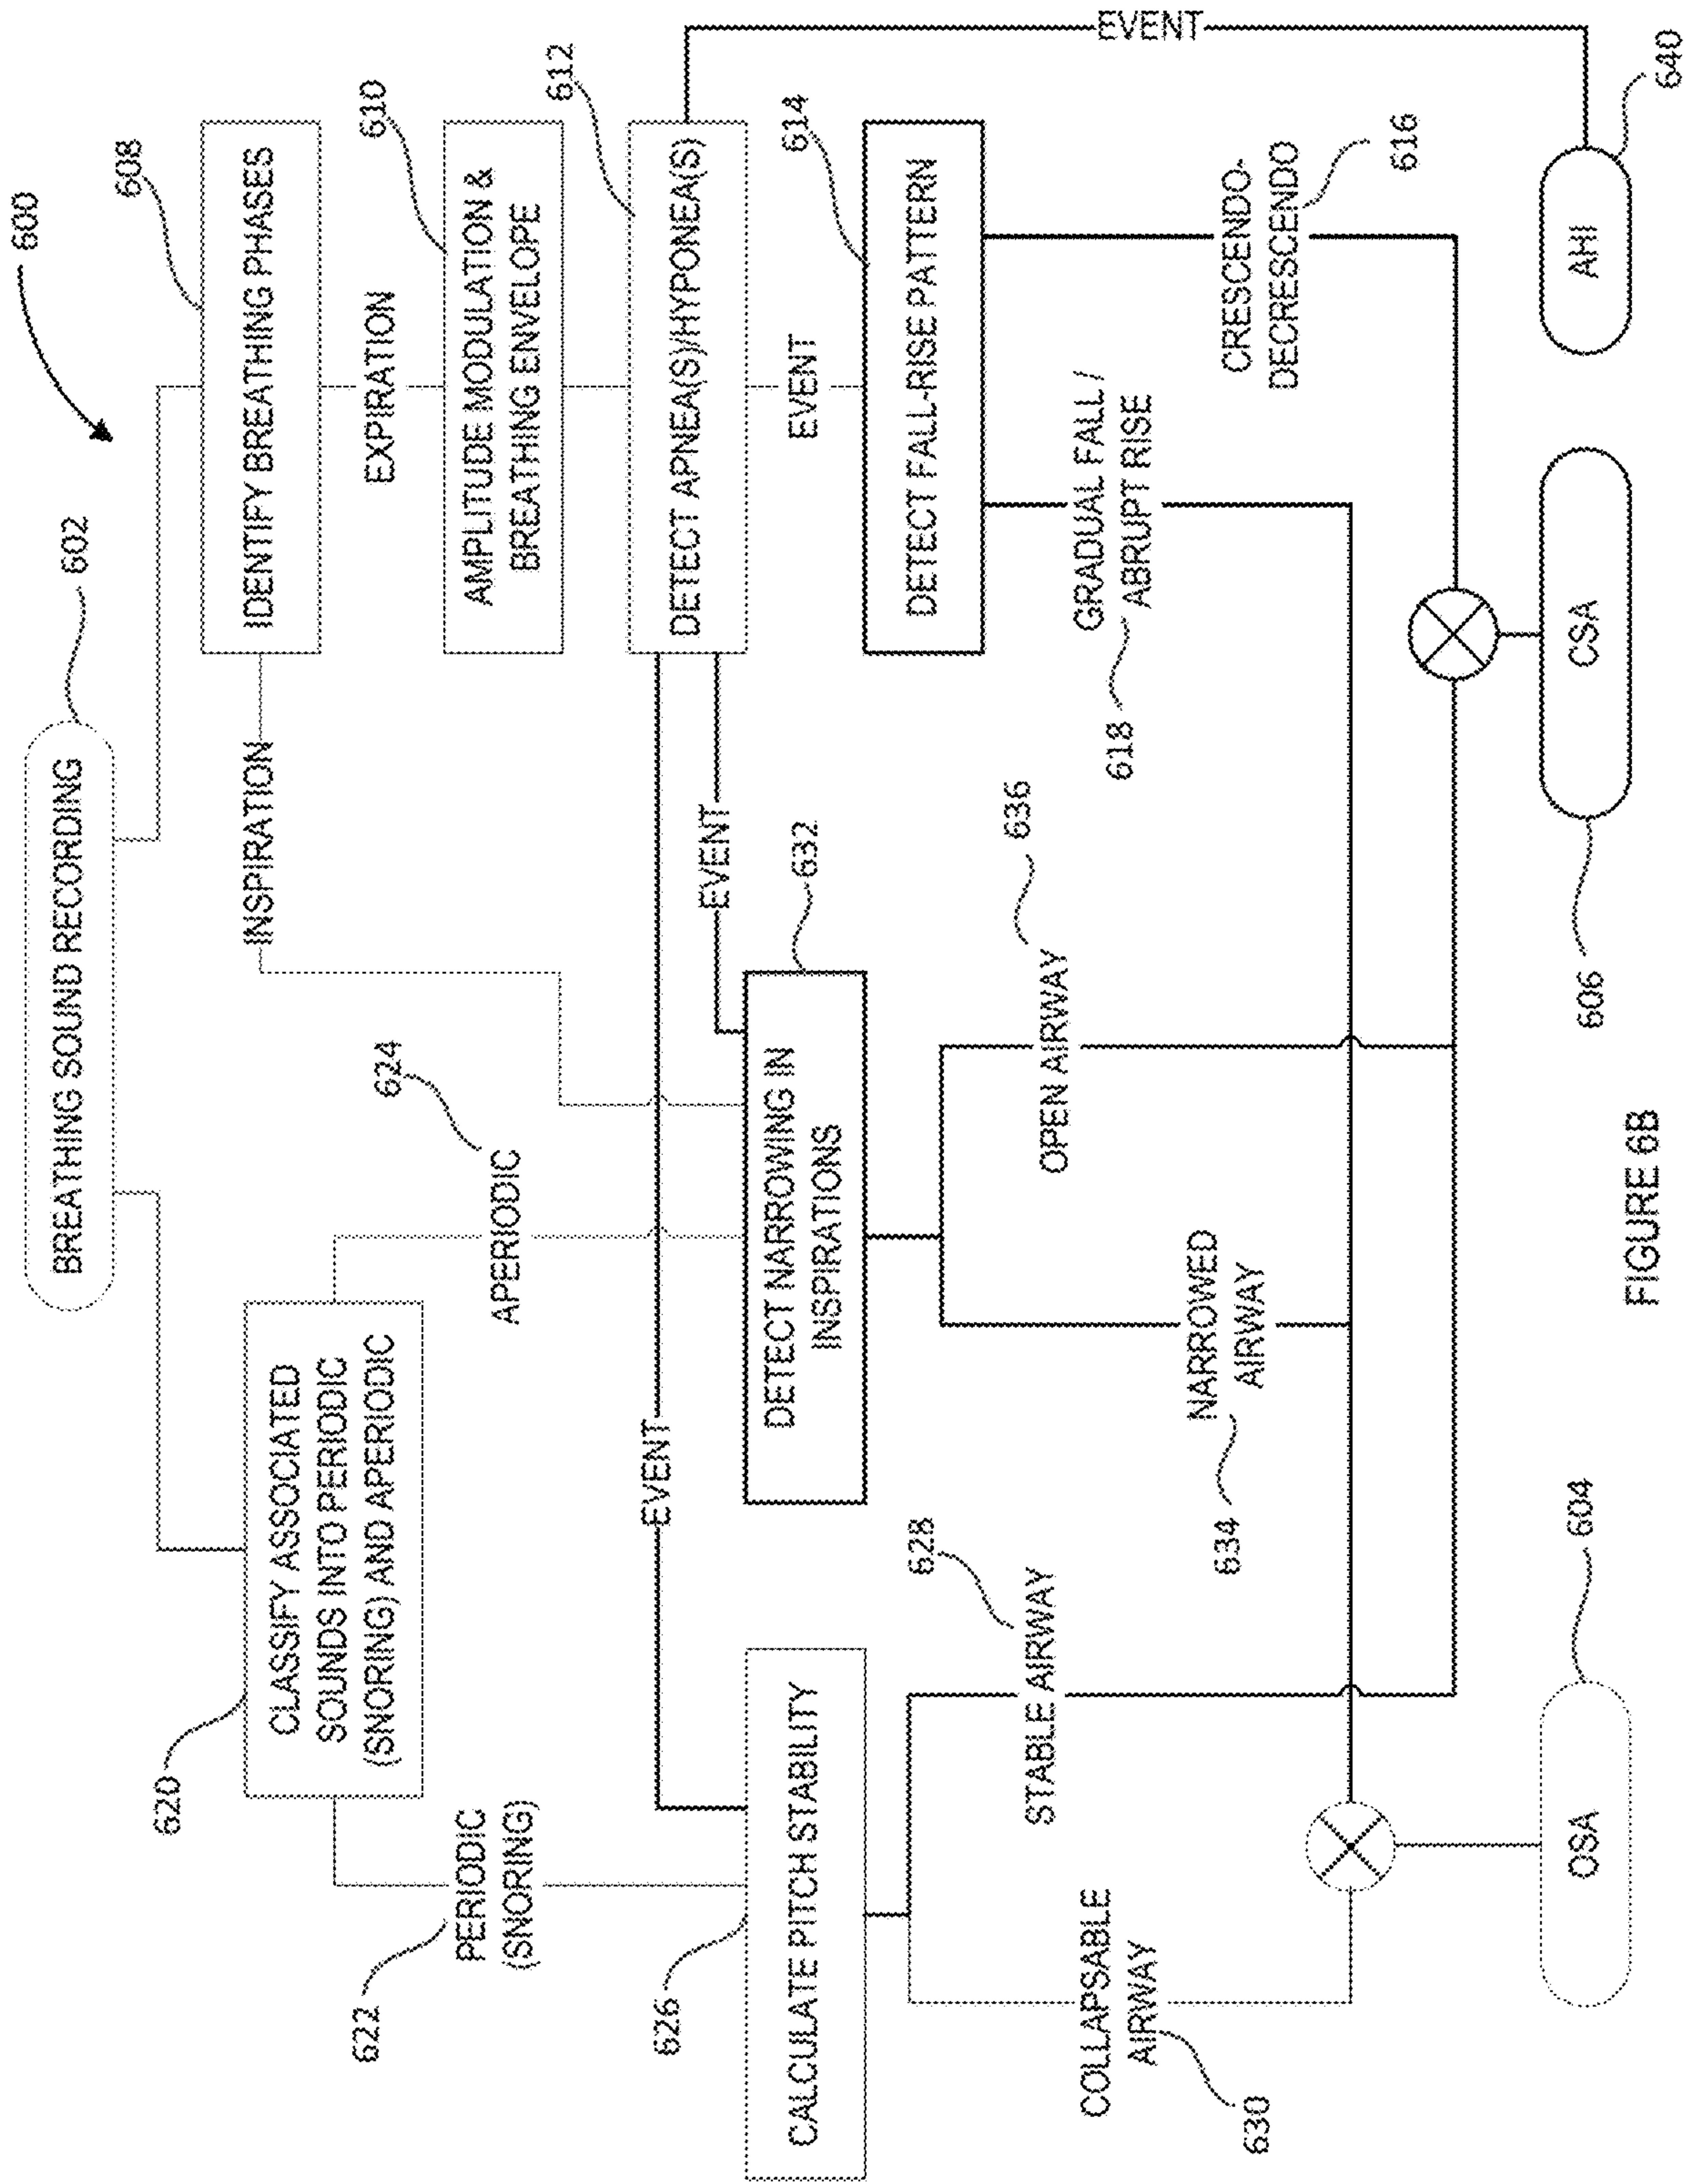 600
BREATHING SOUND RECORDING
602
620
CLASSIFY ASSOCIATED
SOUNDS INTO PERIODIC
(SNORING) AND APERIODIC
INSPIRATION
IDENTIFY BREATHING PHASES
608
622
PERIODIC
(SNORING)
APERIODIC
624
EXPIRATION
AMPLITUDE MODULATION &
BREATHING ENVELOPE
610
EVENT
EVENT
DETECT APNEA(S)/HYPONEA(S)
612
626
CALCULATE PITCH STABILITY
DETECT NARROWING IN
INSPIRATIONS
632
EVENT
DETECT FALL-RISE PATTERN
614
EVENT
630
COLLAPSABLE
AIRWAY
STABLE AIRWAY
628
634
NARROWED
AIRWAY
OPEN AIRWAY
636
618
GRADUAL FALL /
ABRUPT RISE
CRESCENDO-
DECRESCENDO
616
OSA
604
606
CSA
AHI
640
FIGURE 6B